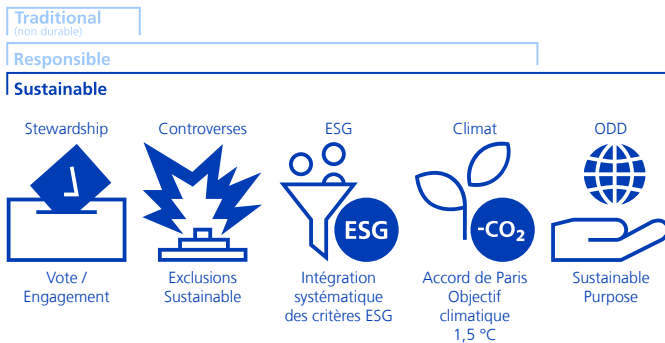 Traditional
(non durable)
Responsible
Sustainable
Stewardship
Controverses
ESG
Climat
ODD
ESG
-CO₂
Vote /
Engagement
Exclusions
Sustainable
Intégration
systématique
des critères ESG
Accord de Paris
Objectif
climatique
1,5 °C
Sustainable
Purpose